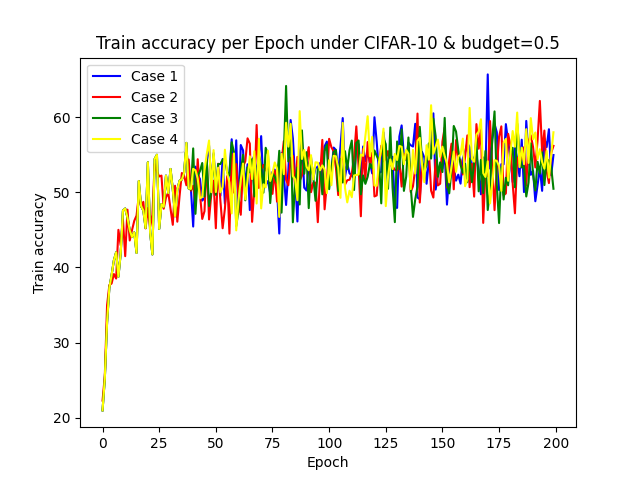 Train accuracy per Epoch under CIFAR-10 & budget=0.5
Case 1
Case 2
Case 3
Case 4
60
50
40
30
20
Train accuracy
0 25 50 75 100 125 150 175 200
Epoch